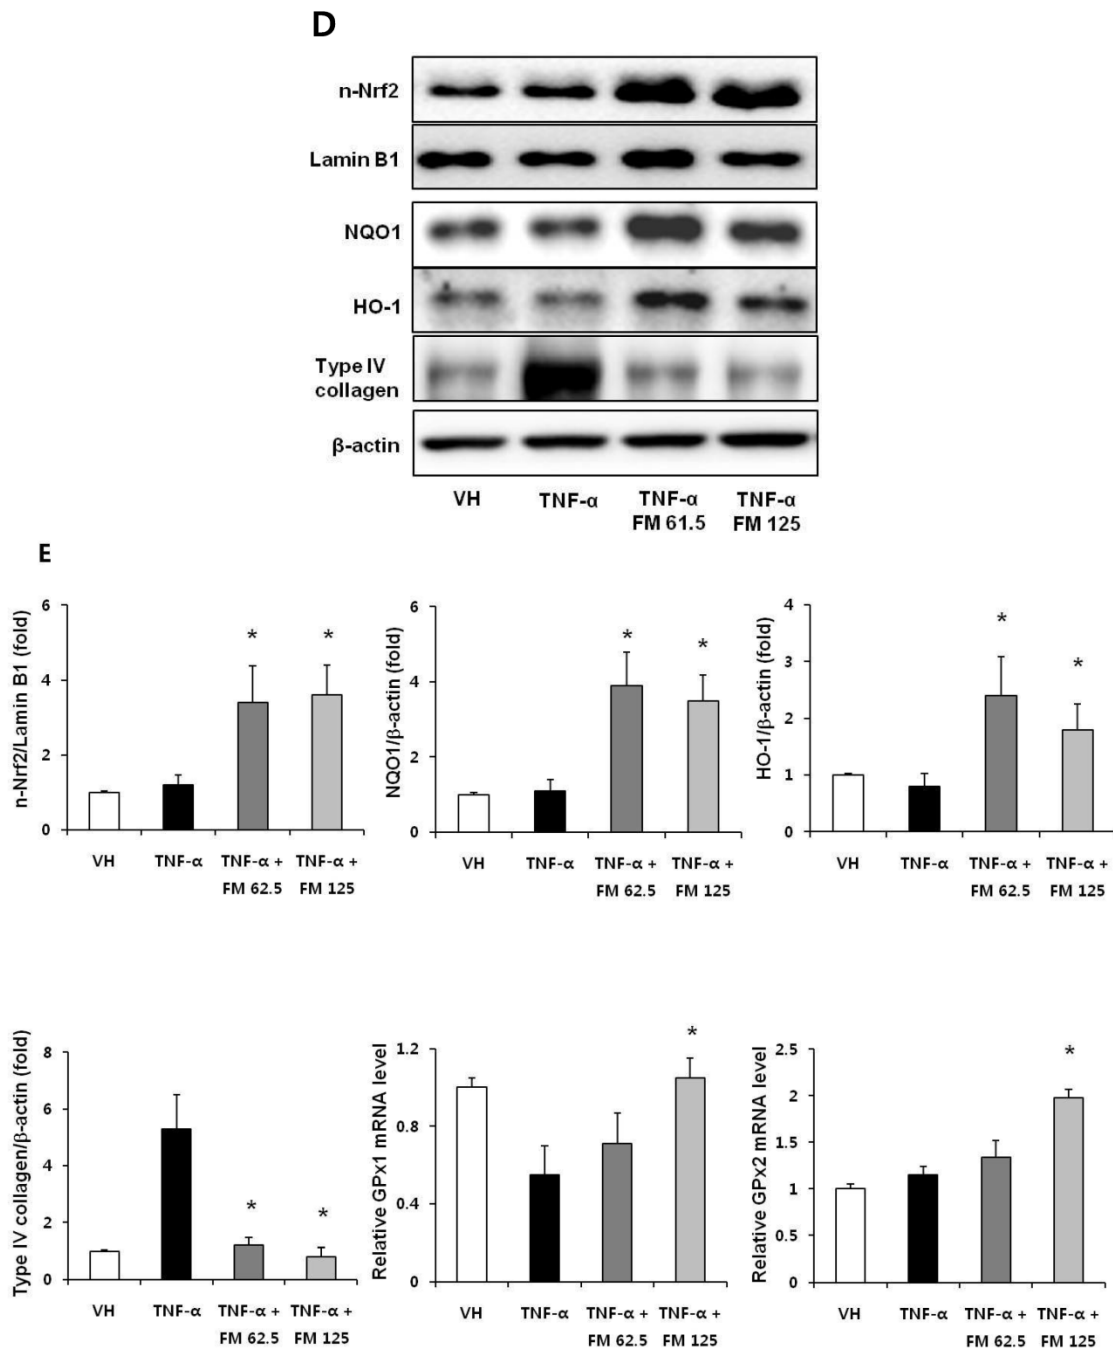 D
n-Nrf2
Lamin B1
NQO1
HO-1
Type IV
collagen
β-actin
VH TNF-α TNF-α TNF-α
FM 61.5 FM 125
E
n-Nrf2/Lamin B1 (fold)
6
4
2
0
VH TNF-α TNF-α + TNF-α +
FM 62.5 FM 125
* *
NQO1/β-actin (fold)
6
4
2
0
VH TNF-α TNF-α + TNF-α +
FM 62.5 FM 125
* *
HO-1/β-actin (fold)
4
3
2
1
0
VH TNF-α TNF-α + TNF-α +
FM 62.5 FM 125
* *
Type IV collagen/β-actin (fold)
8
6
4
2
0
VH TNF-α TNF-α + TNF-α +
FM 62.5 FM 125
* *
Relative GPx1 mRNA level
1.2
0.8
0.4
0
VH TNF-α TNF-α + TNF-α +
FM 62.5 FM 125
*
Relative GPx2 mRNA level
2.5
2
1.5
1
0.5
0
VH TNF-α TNF-α + TNF-α +
FM 62.5 FM 125
*